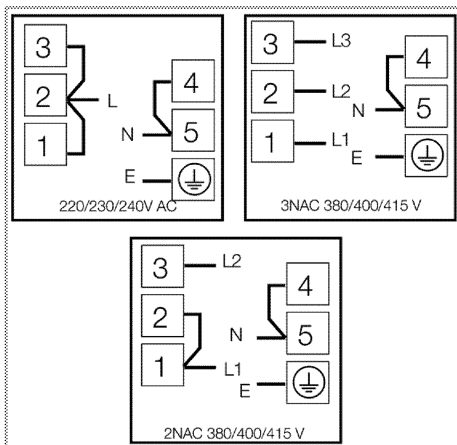 3
2 L
1
4
N 5
E
220/230/240V AC
3 L3
2 L2
1 L1
4
N 5
E
3NAC 380/400/415 V
3 L2
2
1 L1
4
N 5
E
2NAC 380/400/415 V